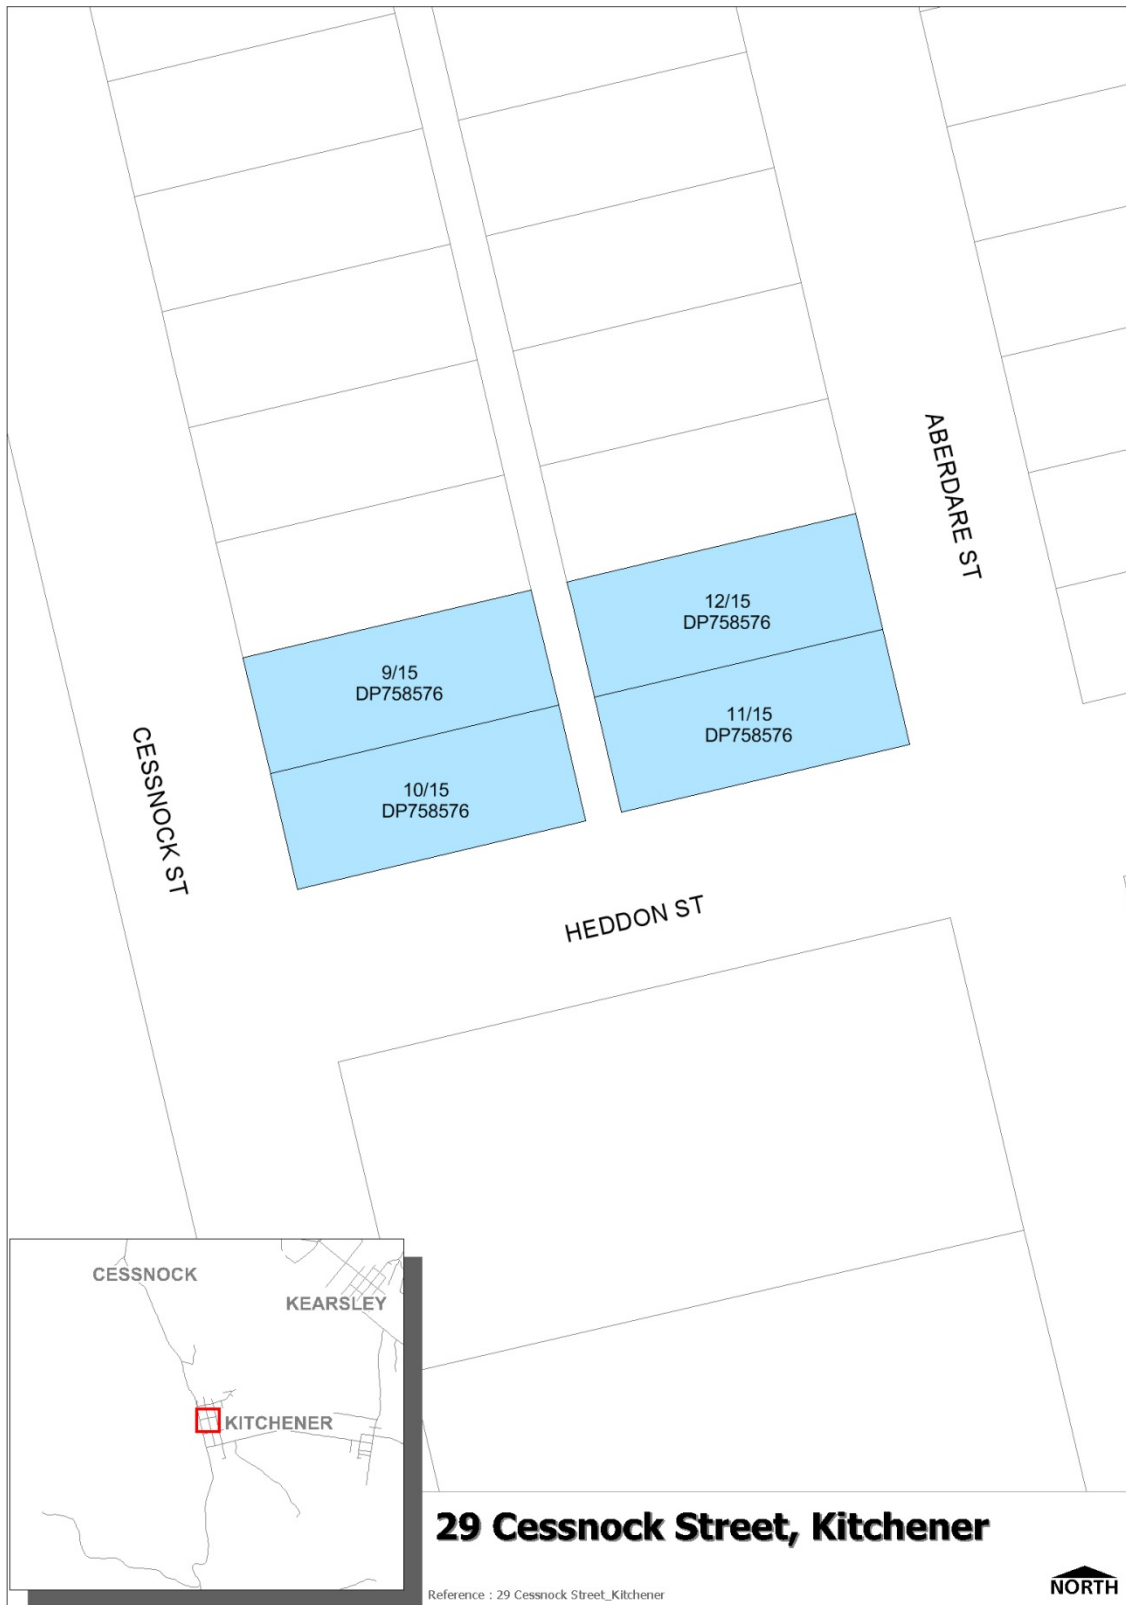 ABERDARE ST
12/15
DP758576
9/15
DP758576
11/15
DP758576
10/15
DP758576
CESSNOCK ST
HEDDON ST
CESSNOCK
KEARSLEY
KITCHENER
29 Cessnock Street, Kitchener
Reference : 29 Cessnock Street_Kitchener
NORTH